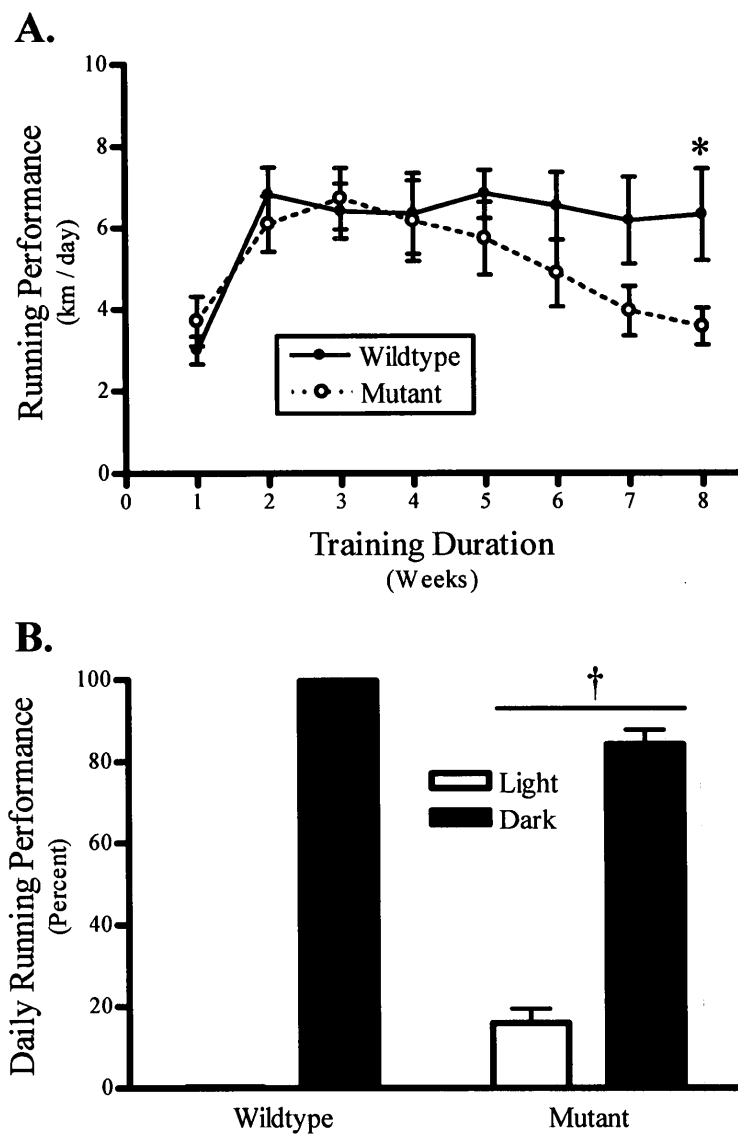 A.
10
8
6
4
2
0
Running Performance
(km / day)
*
Wildtype
Mutant
0 1 2 3 4 5 6 7 8
Training Duration
(Weeks)
B.
100
80
60
40
20
0
Daily Running Performance
(Percent)
†
Light
Dark
Wildtype Mutant